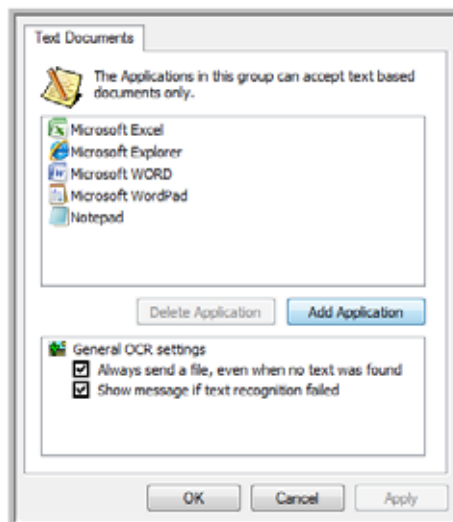 Text Documents
The Applications in this group can accept text based
documents only.
Microsoft Excel
Microsoft Explorer
Microsoft WORD
Microsoft WordPad
Notepad
Delete Application Add Application
General OCR settings
Always send a file, even when no text was found
Show message if text recognition failed
OK Cancel Apply